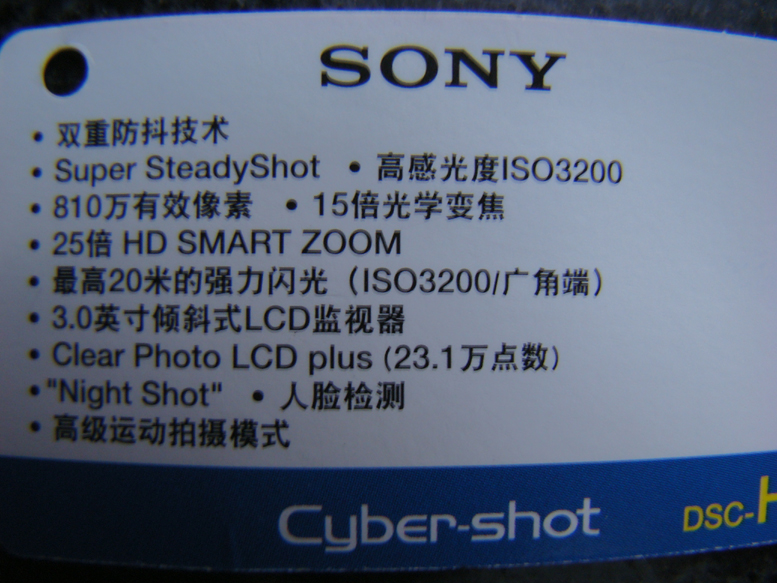 SONY
• 双重防抖技术
• Super SteadyShot • 高感光度ISO3200
• 810万有效像素 • 15倍光学变焦
• 25倍 HD SMART ZOOM
• 最高20米的强力闪光（ISO3200/广角端）
• 3.0英寸倾斜式LCD监视器
• Clear Photo LCD plus (23.1万点数)
• "Night Shot" • 人脸检测
• 高级运动拍摄模式
Cyber-shot DSC-H